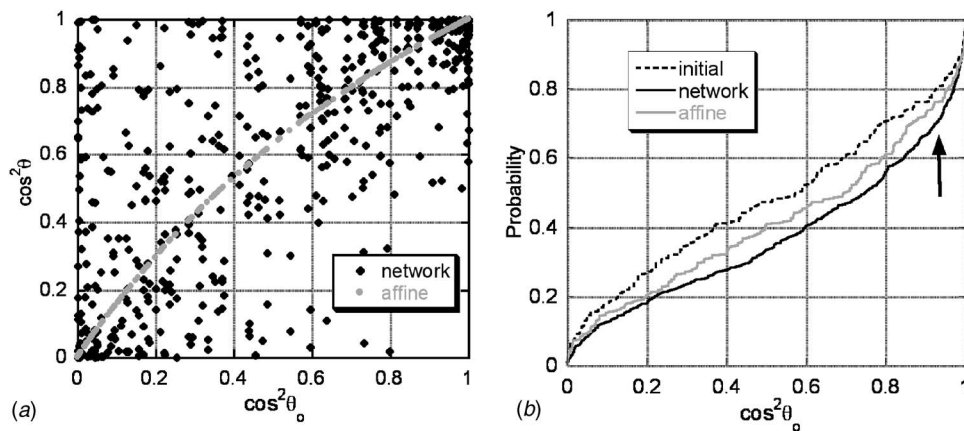 1
0.8
0.6
0.4
0.2
0
cos²θ
network
affine
0 0.2 0.4 0.6 0.8 1
cos²θₒ
(a)
1
0.8
0.6
0.4
0.2
0
Probability
initial
network
affine
0 0.2 0.4 0.6 0.8 1
cos²θₒ
(b)